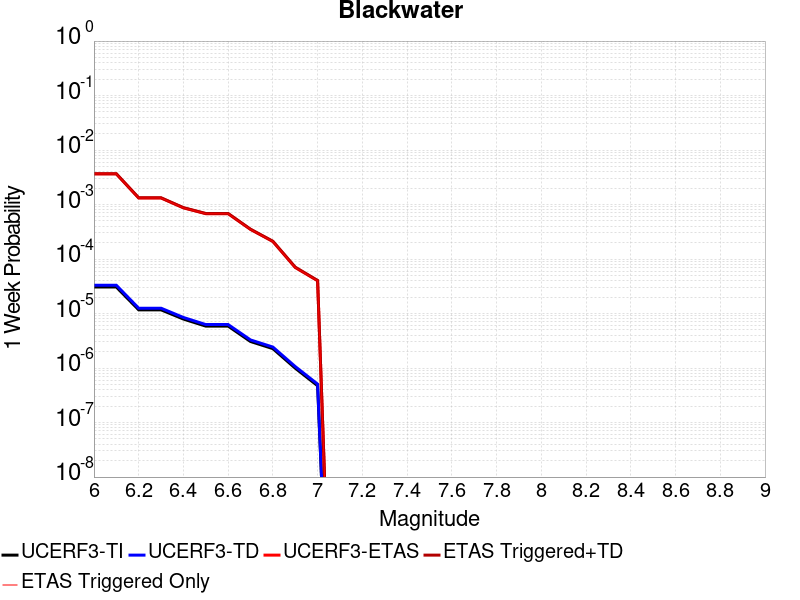 Blackwater
1 Week Probability
10^0
10^-1
10^-2
10^-3
10^-4
10^-5
10^-6
10^-7
10^-8
6 6.2 6.4 6.6 6.8 7 7.2 7.4 7.6 7.8 8 8.2 8.4 8.6 8.8 9
Magnitude
UCERF3-TI UCERF3-TD UCERF3-ETAS ETAS Triggered+TD
ETAS Triggered Only